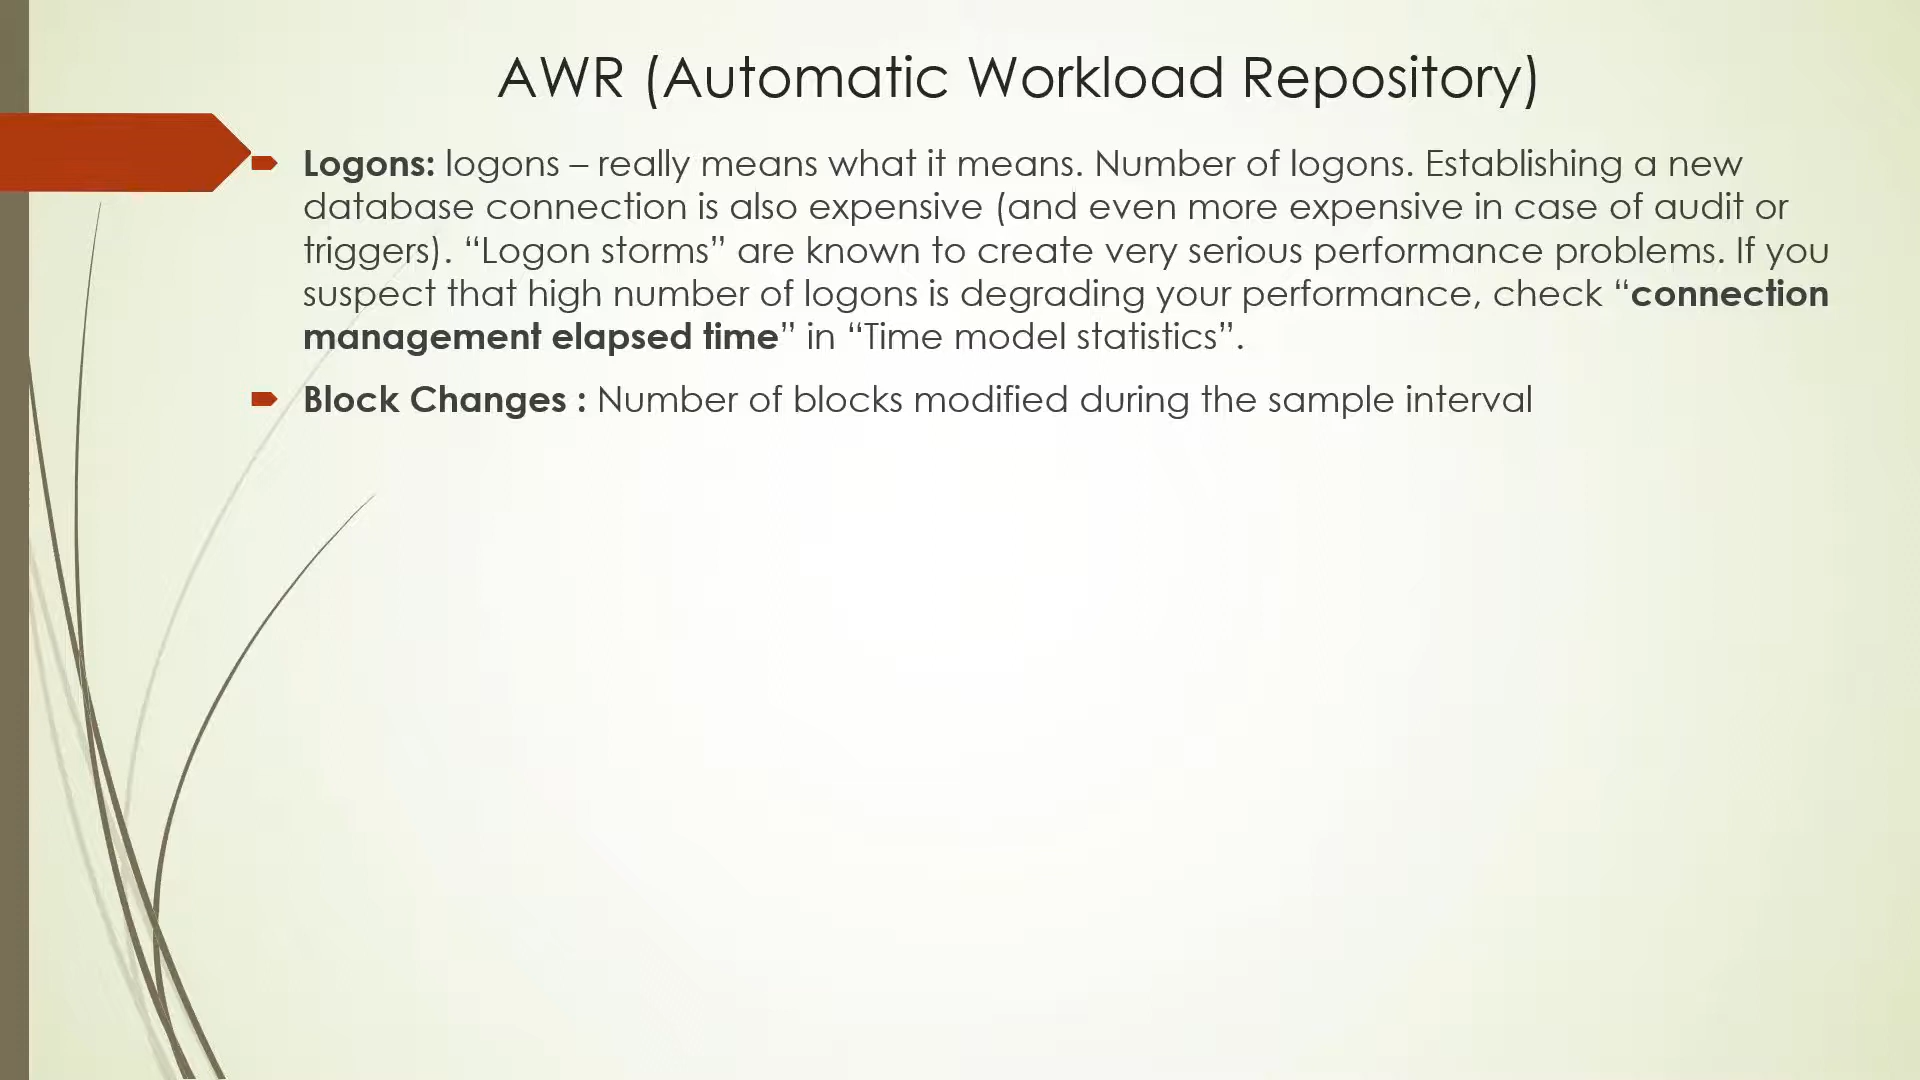 AWR (Automatic Workload Repository)
Logons: logons – really means what it means. Number of logons. Establishing a new
database connection is also expensive (and even more expensive in case of audit or
triggers). “Logon storms” are known to create very serious performance problems. If you
suspect that high number of logons is degrading your performance, check “connection
management elapsed time” in “Time model statistics”.
Block Changes : Number of blocks modified during the sample interval